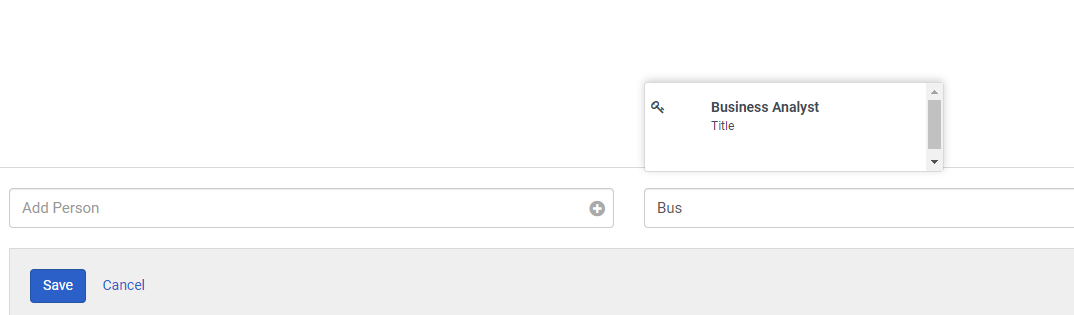 Business Analyst
Title
Add Person
Bus
Save
Cancel